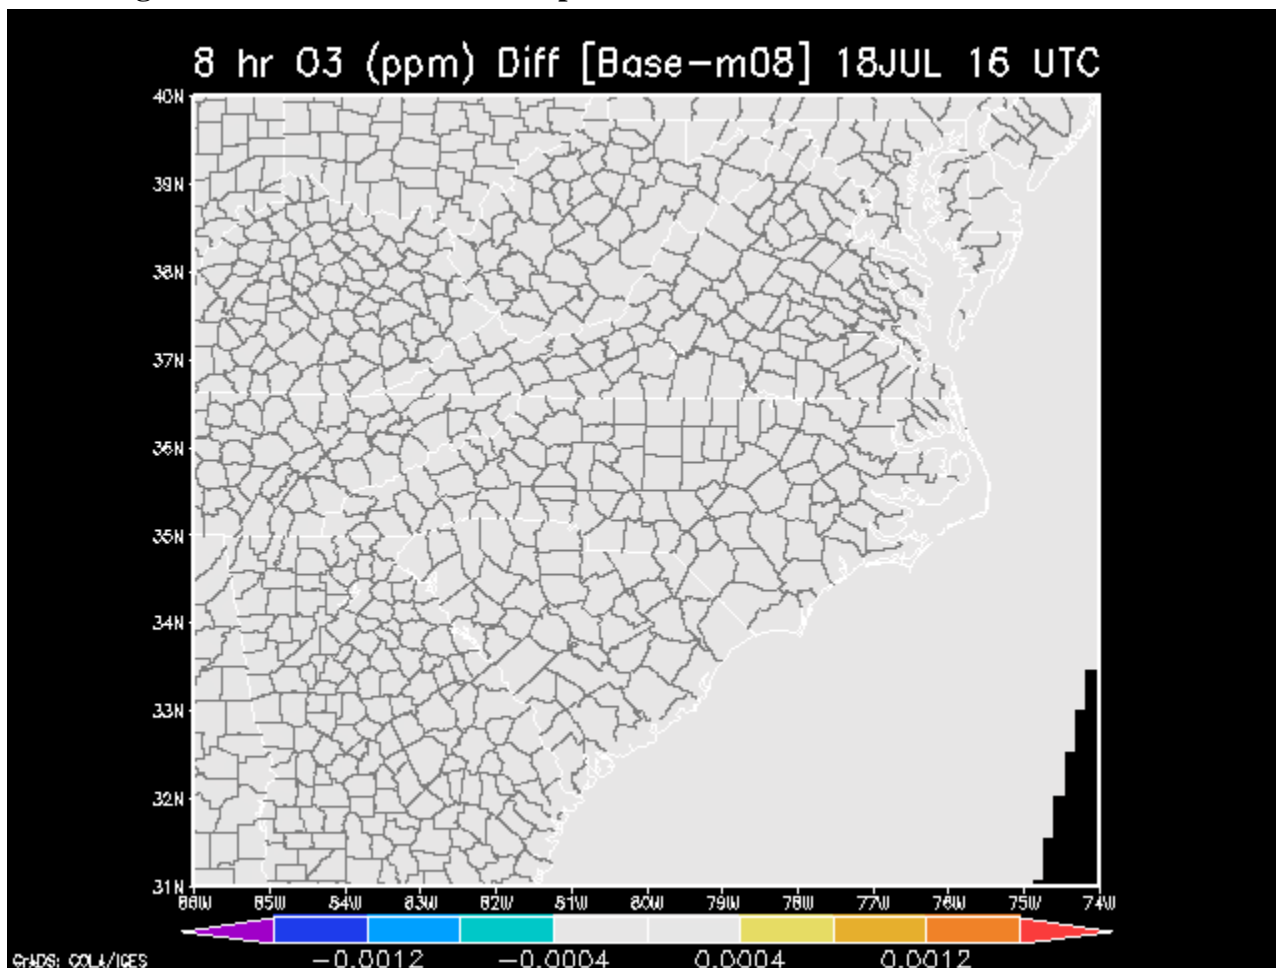 8 hr O3 (ppm) Diff [Base-m08] 18JUL 16 UTC
40N
39N
38N
37N
36N
35N
34N
33N
32N
31N
86W 85W 84W 83W 82W 81W 80W 79W 78W 77W 76W 75W 74W
-0.0012 -0.0004 0.0004 0.0012
GrADS: COLA/IGES